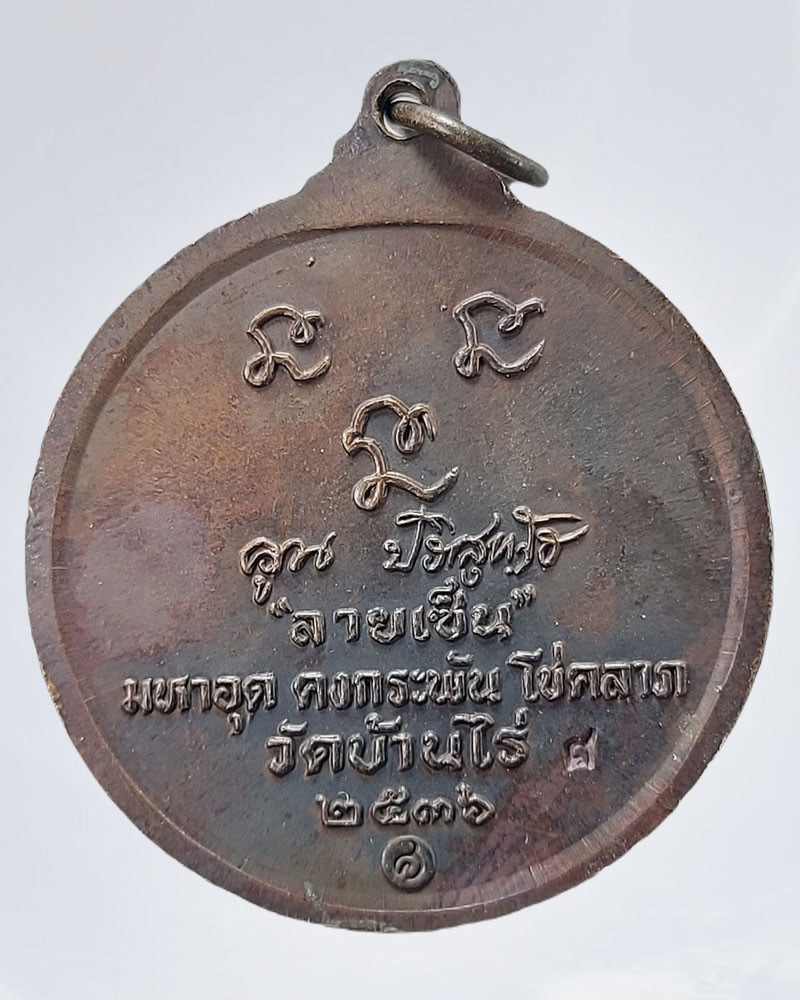 คูณ ปริสุทโธ
"ลายเซ็น"
มหาอุด คงกระพัน โชคลาภ
วัดบ้านไร่
๒๕๓๖